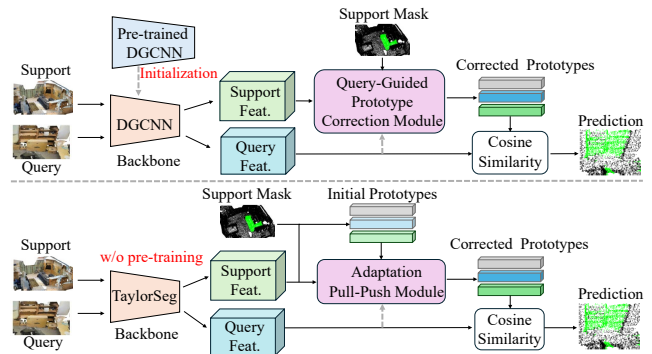 Support Mask
Pre-trained
DGCNN
Support
Initialization
Query-Guided
Prototype
Correction Module
Corrected Prototypes
Support
Feat.
DGCNN
Prediction
Query
Feat.
Cosine
Similarity
Query
Backbone
Support Mask
Initial Prototypes
Support
w/o pre-training
Corrected Prototypes
Support
Feat.
Adaptation
Pull-Push Module
TaylorSeg
Prediction
Query
Feat.
Cosine
Similarity
Query
Backbone